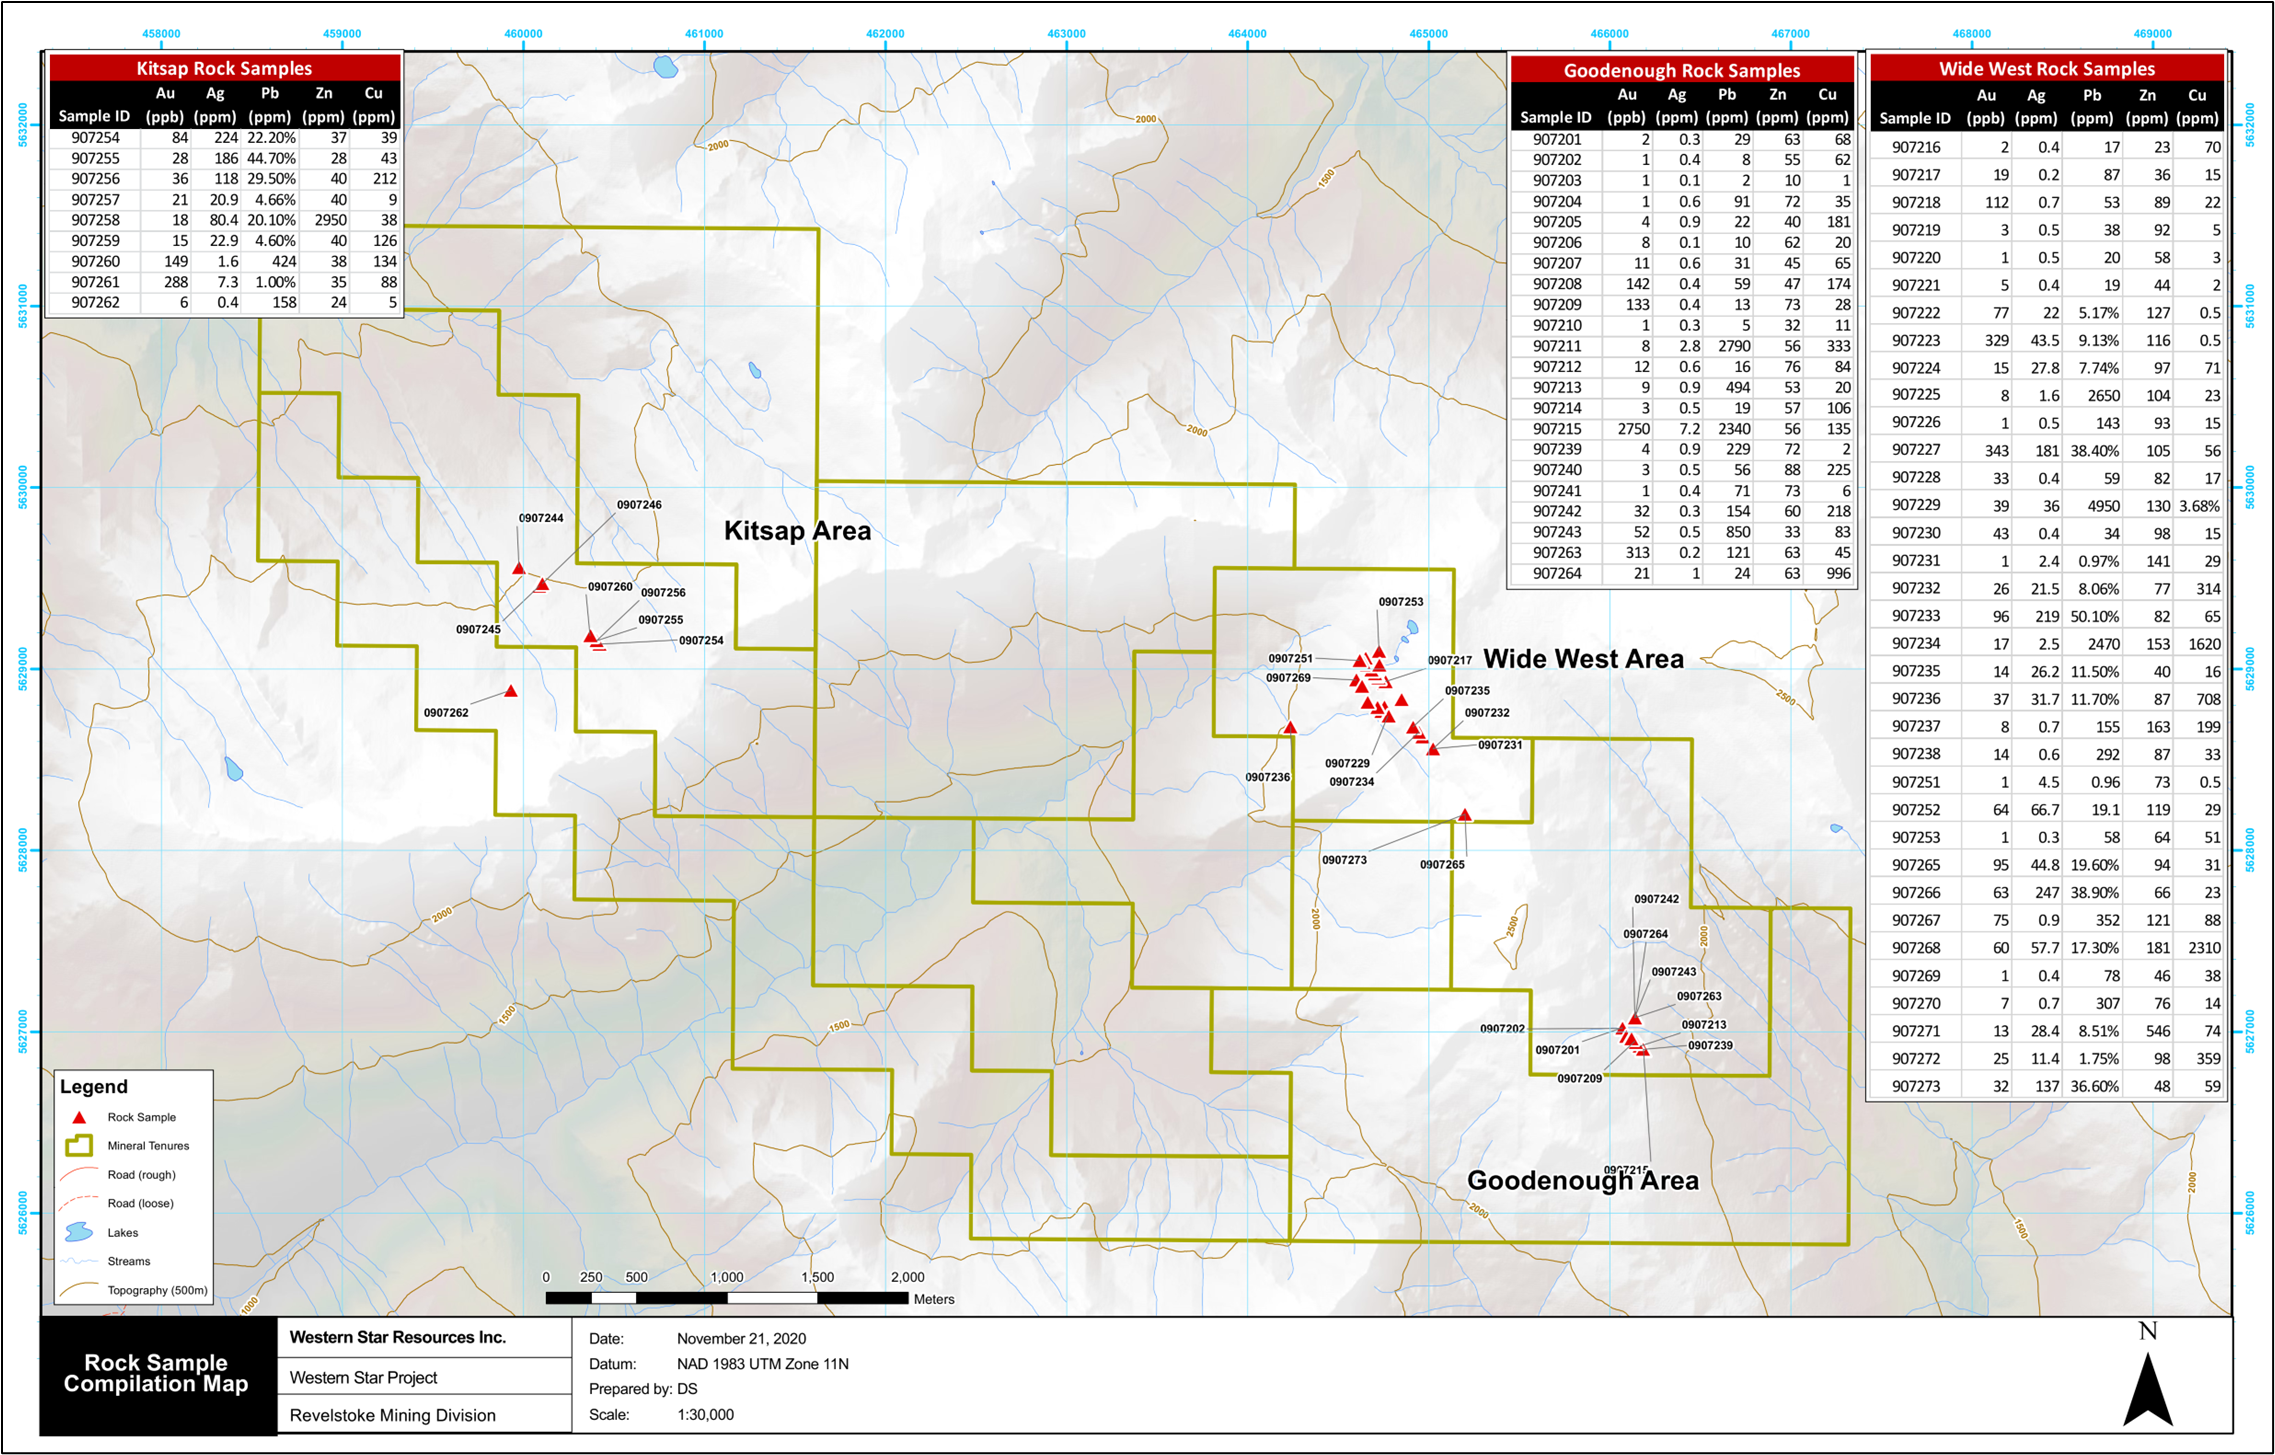 458000 459000 460000 461000 462000 463000 464000 465000 466000 467000 468000 469000
5632000
5631000
5630000
5629000
5628000
5627000
5626000
5632000
5631000
5630000
5629000
5628000
5627000
5626000
Kitsap Rock Samples
Au Ag Pb Zn Cu
Sample ID (ppb) (ppm) (ppm) (ppm) (ppm)
907254 84 224 22.20% 37 39
907255 28 186 44.70% 28 43
907256 36 118 29.50% 40 212
907257 21 20.9 4.66% 40 9
907258 18 80.4 20.10% 2950 38
907259 15 22.9 4.60% 40 126
907260 149 1.6 424 38 134
907261 288 7.3 1.00% 35 88
907262 6 0.4 158 24 5
Goodenough Rock Samples
Au Ag Pb Zn Cu
Sample ID (ppb) (ppm) (ppm) (ppm) (ppm)
907201 2 0.3 29 63 68
907202 1 0.4 8 55 62
907203 1 0.1 2 10 1
907204 1 0.6 91 72 35
907205 4 0.9 22 40 181
907206 8 0.1 10 62 20
907207 11 0.6 31 45 65
907208 142 0.4 59 47 174
907209 133 0.4 13 73 28
907210 1 0.3 5 32 11
907211 8 2.8 2790 56 333
907212 12 0.6 16 76 84
907213 9 0.9 494 53 20
907214 3 0.5 19 57 106
907215 2750 7.2 2340 56 135
907239 4 0.9 229 72 2
907240 3 0.5 56 88 225
907241 1 0.4 71 73 6
907242 32 0.3 154 60 218
907243 52 0.5 850 33 83
907263 313 0.2 121 63 45
907264 21 1 24 63 996
Wide West Rock Samples
Au Ag Pb Zn Cu
Sample ID (ppb) (ppm) (ppm) (ppm) (ppm)
907216 2 0.4 17 23 70
907217 19 0.2 87 36 15
907218 112 0.7 53 89 22
907219 3 0.5 38 92 5
907220 1 0.5 20 58 3
907221 5 0.4 19 44 2
907222 77 22 5.17% 127 0.5
907223 329 43.5 9.13% 116 0.5
907224 15 27.8 7.74% 97 71
907225 8 1.6 2650 104 23
907226 1 0.5 143 93 15
907227 343 181 38.40% 105 56
907228 33 0.4 59 82 17
907229 39 36 4950 130 3.68%
907230 43 0.4 34 98 15
907231 1 2.4 0.97% 141 29
907232 26 21.5 8.06% 77 314
907233 96 219 50.10% 82 65
907234 17 2.5 2470 153 1620
907235 14 26.2 11.50% 40 16
907236 37 31.7 11.70% 87 708
907237 8 0.7 155 163 199
907238 14 0.6 292 87 33
907251 1 4.5 0.96 73 0.5
907252 64 66.7 19.1 119 29
907253 1 0.3 58 64 51
907265 95 44.8 19.60% 94 31
907266 63 247 38.90% 66 23
907267 75 0.9 352 121 88
907268 60 57.7 17.30% 181 2310
907269 1 0.4 78 46 38
907270 7 0.7 307 76 14
907271 13 28.4 8.51% 546 74
907272 25 11.4 1.75% 98 359
907273 32 137 36.60% 48 59
2000
2000
1500
2000
Kitsap Area
0907246
0907244
0907260
0907256
0907255
0907254
0907245
0907262
0907253
0907251
0907217
0907269
Wide West Area
0907235
0907232
0907231
0907229
0907234
0907236
0907273
0907265
2500
2000
1500
1500
2000
2500
2000
0907242
0907264
0907243
0907263
0907202
0907213
0907201
0907239
0907209
0907215
Goodenough Area
2000
1500
2000
1000
Legend
Rock Sample
Mineral Tenures
Road (rough)
Road (loose)
Lakes
Streams
Topography (500m)
0 250 500 1,000 1,500 2,000
Meters
Rock Sample
Compilation Map
Western Star Resources Inc.
Western Star Project
Revelstoke Mining Division
Date: November 21, 2020
Datum: NAD 1983 UTM Zone 11N
Prepared by: DS
Scale: 1:30,000
N